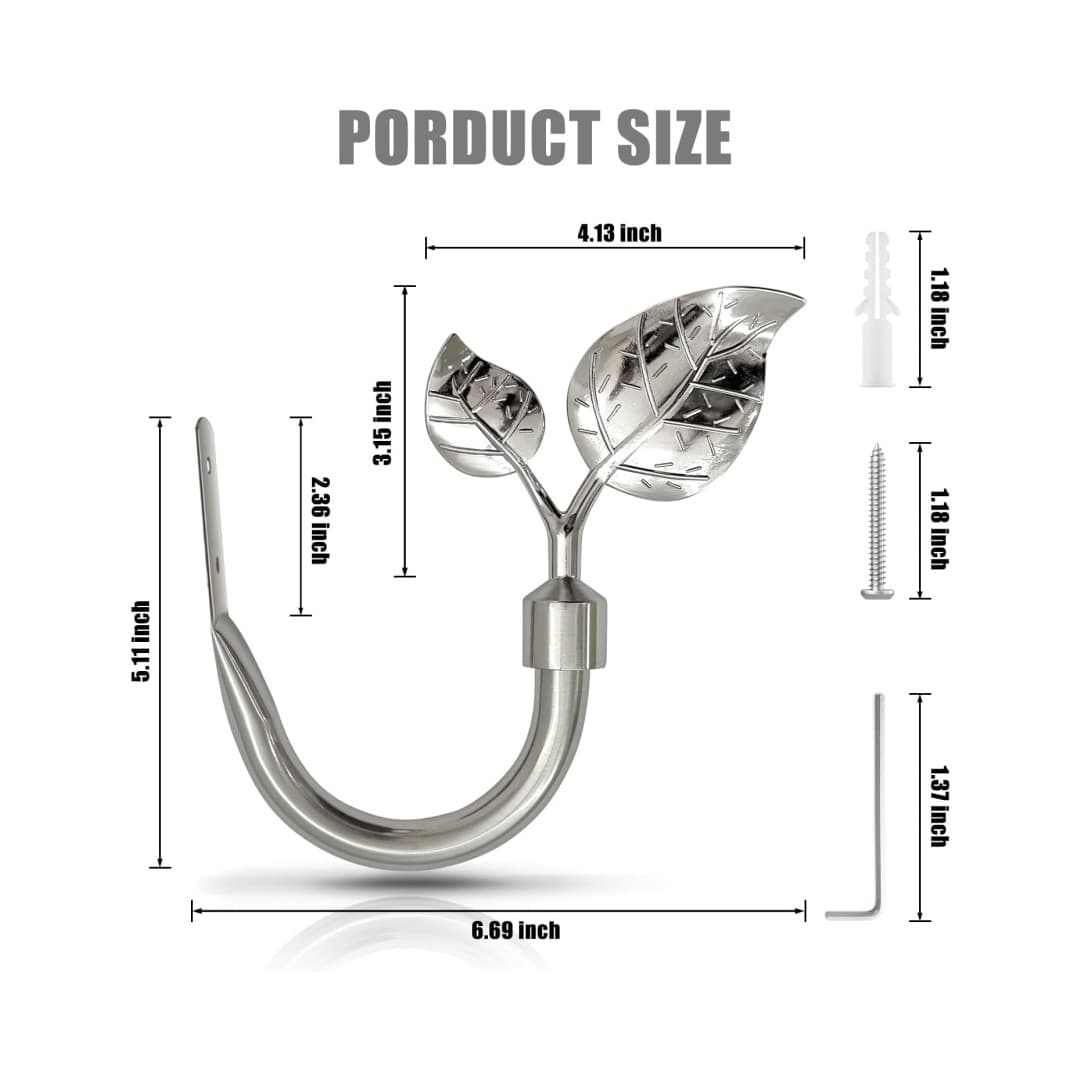 PORDUCT SIZE
4.13 inch
1.18 inch
3.15 inch
2.36 inch
1.18 inch
5.11 inch
1.37 inch
6.69 inch